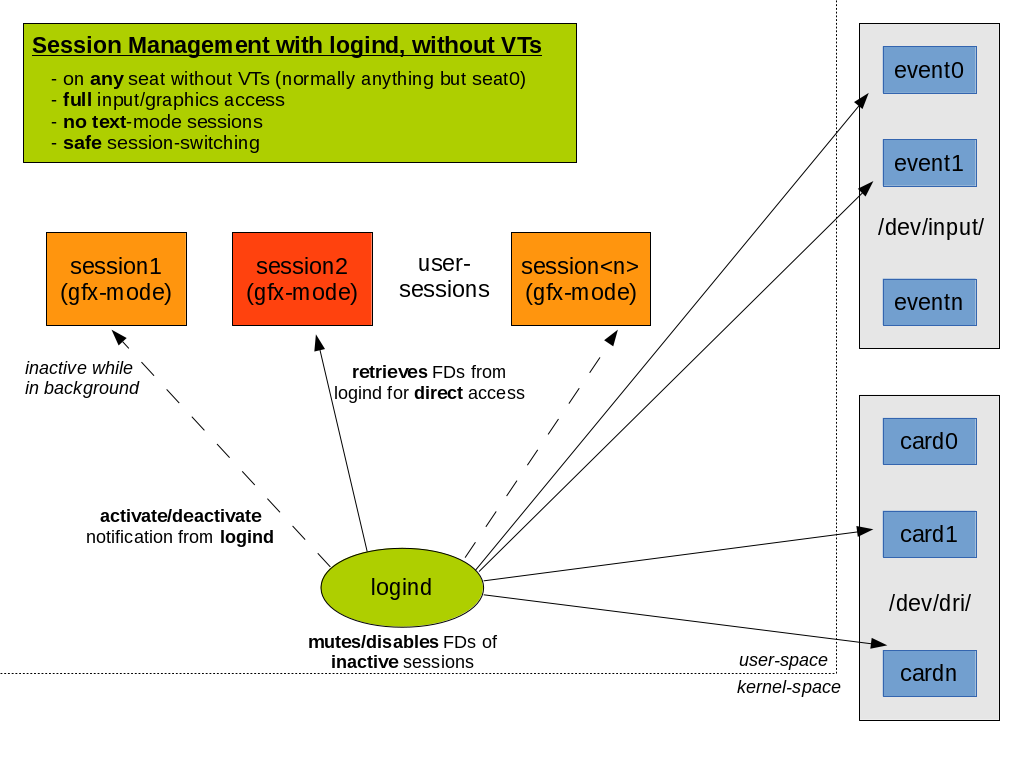 Session Management with logind, without VTs
- on any seat without VTs (normally anything but seat0)
- full input/graphics access
- no text-mode sessions
- safe session-switching
event0
event1
/dev/input/
eventn
session1
(gfx-mode)
session2
(gfx-mode)
user-
sessions
session<n>
(gfx-mode)
inactive while
in background
retrieves FDs from
logind for direct access
card0
card1
/dev/dri/
cardn
activate/deactivate
notification from logind
logind
mutes/disables FDs of
inactive sessions
user-space
kernel-space